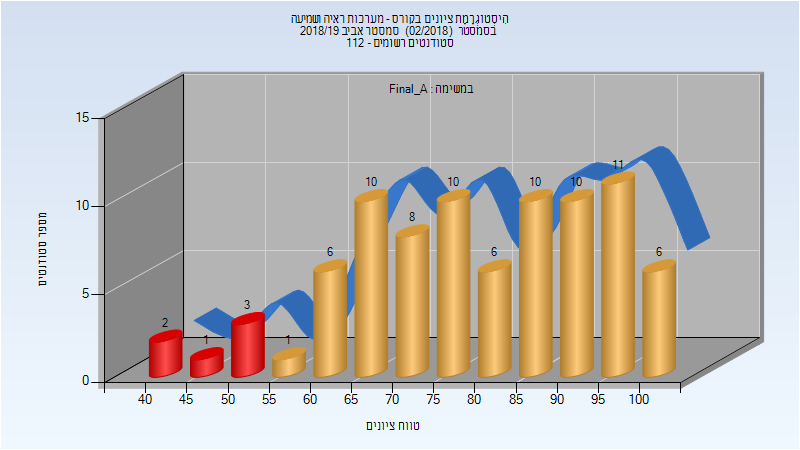 היסטוגרמת ציונים בקורס - מערכות ראיה ושמיעה
בסמסטר (02/2018) סמסטר אביב 2018/19
סטודנטים רשומים - 112
במשימה : Final_A
15
10
5
0
מספר סטודנטים
2
1
3
1
6
10
8
10
6
10
10
11
6
40 45 50 55 60 65 70 75 80 85 90 95 100
טווח ציונים